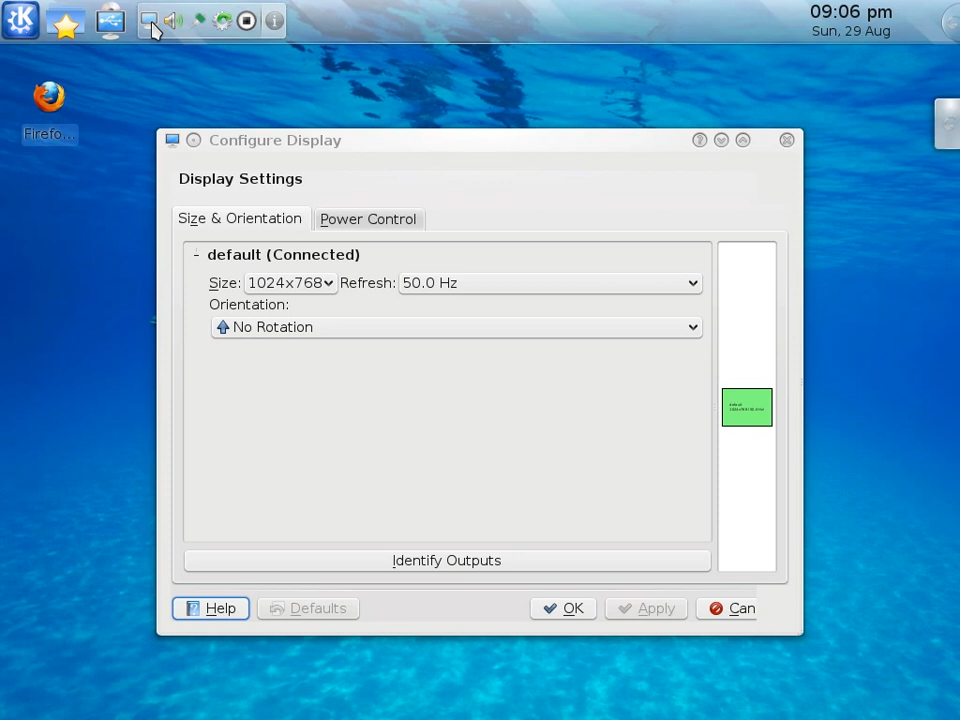 09:06 pm
Sun, 29 Aug
Firefo...
Configure Display
Display Settings
Size & Orientation
Power Control
- default (Connected)
Size: 1024x768 Refresh: 50.0 Hz
Orientation:
No Rotation
default
Identify Outputs
Help Defaults OK Apply Can